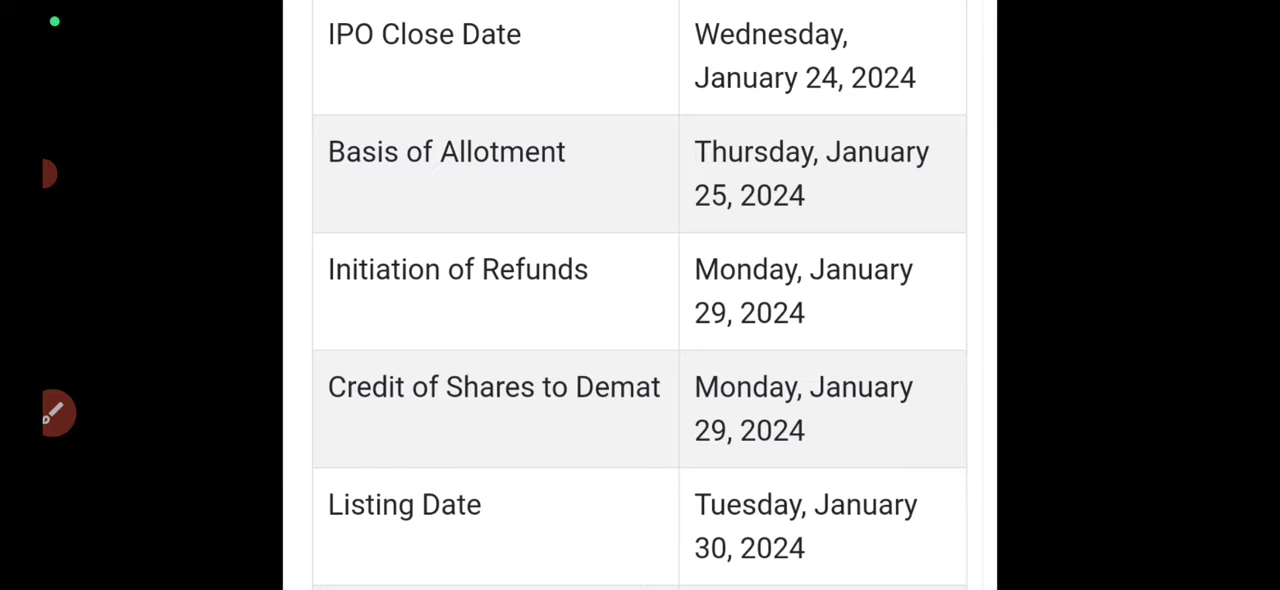 IPO Close Date
Wednesday,
January 24, 2024
Basis of Allotment
Thursday, January
25, 2024
Initiation of Refunds
Monday, January
29, 2024
Credit of Shares to Demat
Monday, January
29, 2024
Listing Date
Tuesday, January
30, 2024